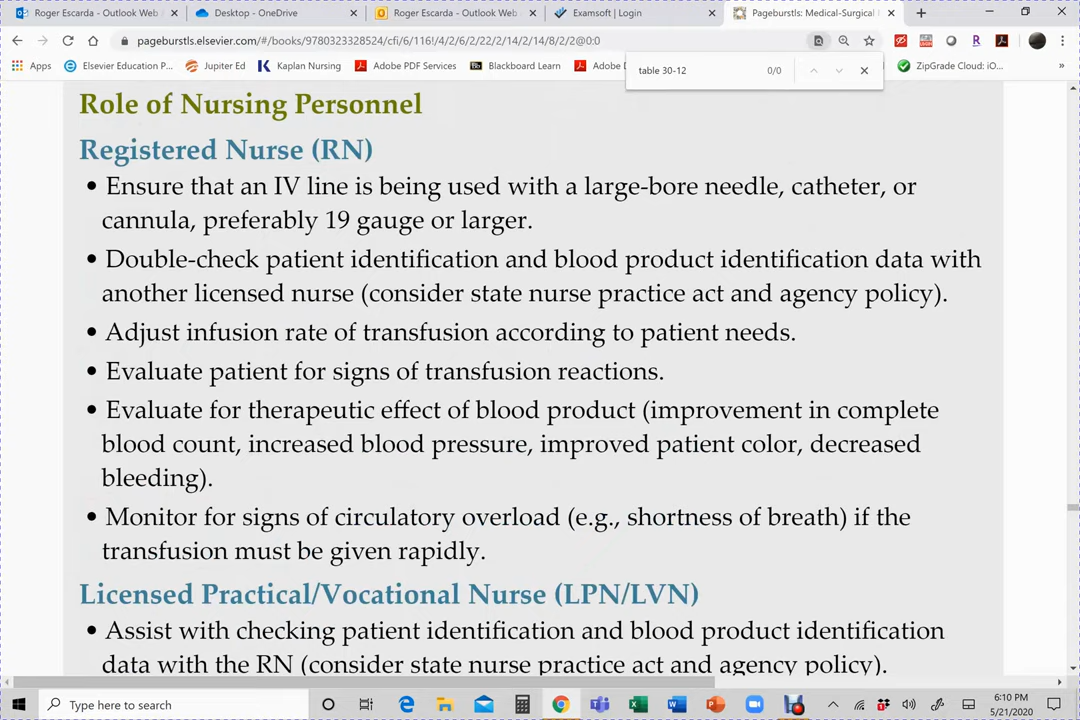 Roger Escarda - Outlook Web
Desktop - OneDrive
Roger Escarda - Outlook Web
Examsoft | Login
Pageburstls: Medical-Surgical
pageburstls.elsevier.com/#/books/9780323328524/cfi/6/116!/4/2/6/2/22/2/14/2/14/8/2/2@0:0
Apps
Elsevier Education P...
Jupiter Ed
Kaplan Nursing
Adobe PDF Services
Bb
Blackboard Learn
Adobe D
ZipGrade Cloud: iO...
»
table 30-12
0/0
Role of Nursing Personnel
Registered Nurse (RN)
• Ensure that an IV line is being used with a large-bore needle, catheter, or
cannula, preferably 19 gauge or larger.
• Double-check patient identification and blood product identification data with
another licensed nurse (consider state nurse practice act and agency policy).
• Adjust infusion rate of transfusion according to patient needs.
• Evaluate patient for signs of transfusion reactions.
• Evaluate for therapeutic effect of blood product (improvement in complete
blood count, increased blood pressure, improved patient color, decreased
bleeding).
• Monitor for signs of circulatory overload (e.g., shortness of breath) if the
transfusion must be given rapidly.
Licensed Practical/Vocational Nurse (LPN/LVN)
• Assist with checking patient identification and blood product identification
data with the RN (consider state nurse practice act and agency policy).
Type here to search
6:10 PM
5/21/2020